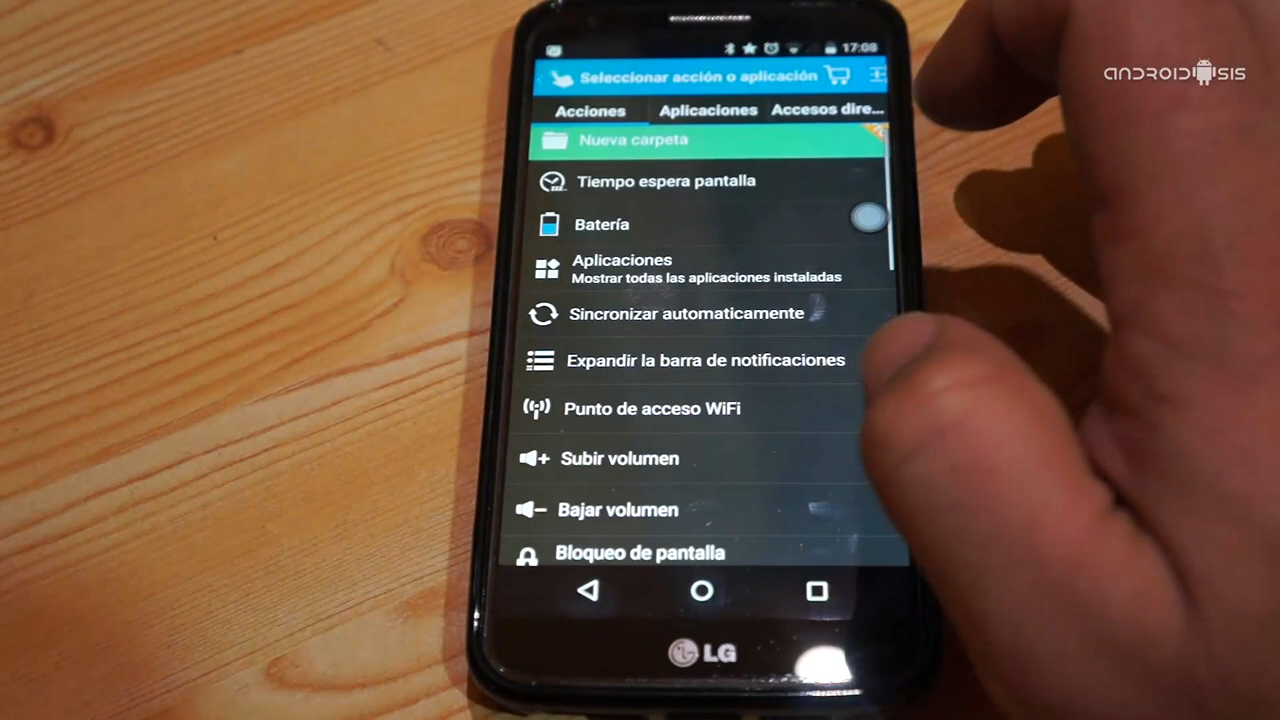 ANDROIDSIS
17:08
Seleccionar acción o aplicación
Acciones Aplicaciones Accesos dire...
Nueva carpeta
Tiempo espera pantalla
Batería
Aplicaciones
Mostrar todas las aplicaciones instaladas
Sincronizar automaticamente
Expandir la barra de notificaciones
Punto de acceso WiFi
Subir volumen
Bajar volumen
Bloqueo de pantalla
LG